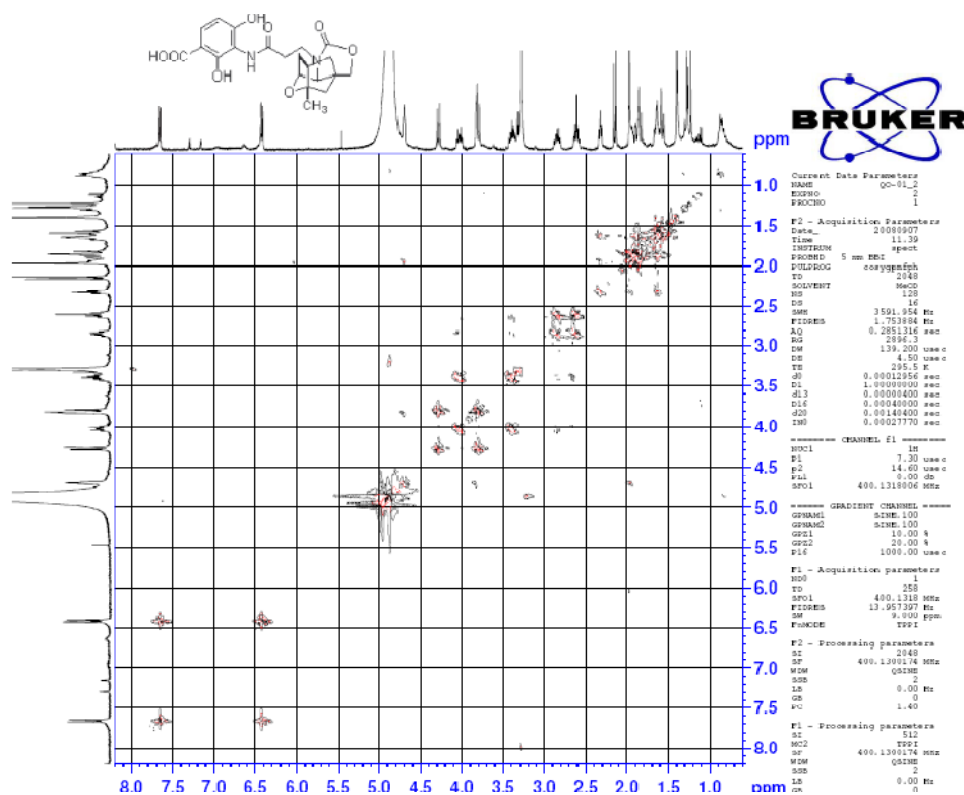 OH
O
O
O
N
HOOC
N
H
OH
O
CH3
ppm
BRUKER
1.0
1.5
2.0
2.5
3.0
3.5
4.0
4.5
5.0
5.5
6.0
6.5
7.0
7.5
8.0
8.0 7.5 7.0 6.5 6.0 5.5 5.0 4.5 4.0 3.5 3.0 2.5 2.0 1.5 1.0 ppm
Current Data Parameters
NAME QC-01_2
EXPNO 2
PROCNO 1
F2 - Acquisition Parameters
Date_ 20080907
Time 11.39
INSTRUM spect
PROBHD 5 mm BBI
PULPROG
TD 2048
SOLVENT MeOD
NS 128
DS 16
SWH 3591.954 Hz
FIDRES 1.753884 Hz
AQ 0.2851316 sec
RG 2896.3
DW 139.200 usec
DE 4.50 usec
TE 295.5 K
d0 0.00012956 sec
D1 1.00000000 sec
d13 0.00000400 sec
D16 0.00040000 sec
d20 0.00140400 sec
IN0 0.00027770 sec
======== CHANNEL f1 ========
NUC1 1H
P1 7.30 usec
p2 14.60 usec
PL1 0.00 dB
SFO1 400.1318006 MHz
====== GRADIENT CHANNEL =====
GPNAM1 SINE.100
GPNAM2 SINE.100
GPZ1 10.00 %
GPZ2 20.00 %
P16 1000.00 usec
F1 - Acquisition parameters
ND0 1
TD 258
SFO1 400.1318 MHz
FIDRES 13.957397 Hz
SW 9.000 ppm
FnMODE TPPI
F2 - Processing parameters
SI 2048
SF 400.1300174 MHz
WDW QSINE
SSB 2
LB 0.00 Hz
GB 0
PC 1.40
F1 - Processing parameters
SI 512
MC2 TPPI
SF 400.1300174 MHz
WDW QSINE
SSB 2
LB 0.00 Hz
GB 0